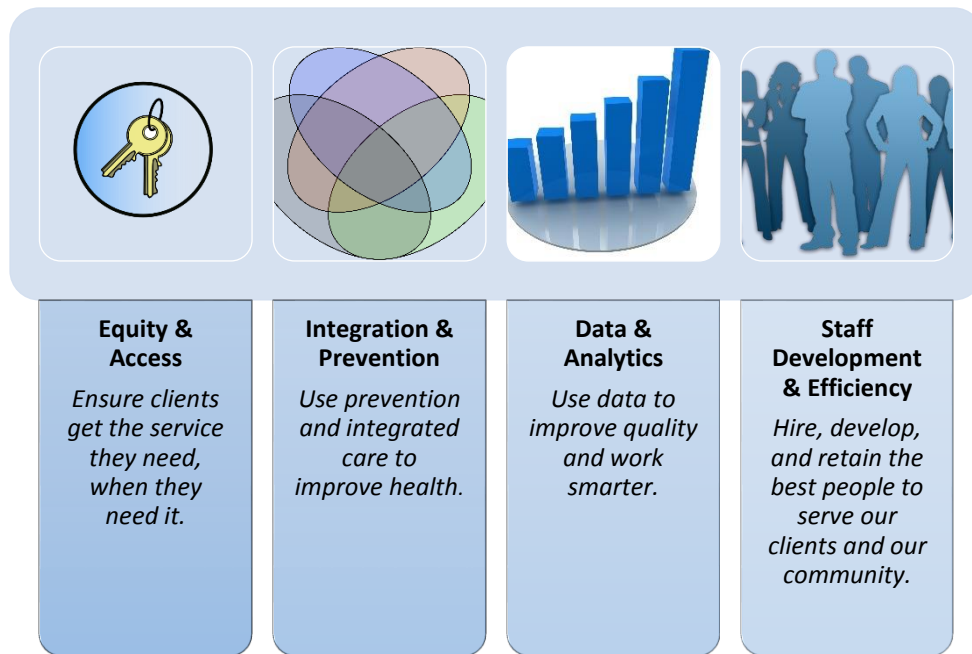 Equity &
Access
Ensure clients
get the service
they need,
when they
need it.
Integration &
Prevention
Use prevention
and integrated
care to
improve health.
Data &
Analytics
Use data to
improve quality
and work
smarter.
Staff
Development
& Efficiency
Hire, develop,
and retain the
best people to
serve our
clients and our
community.